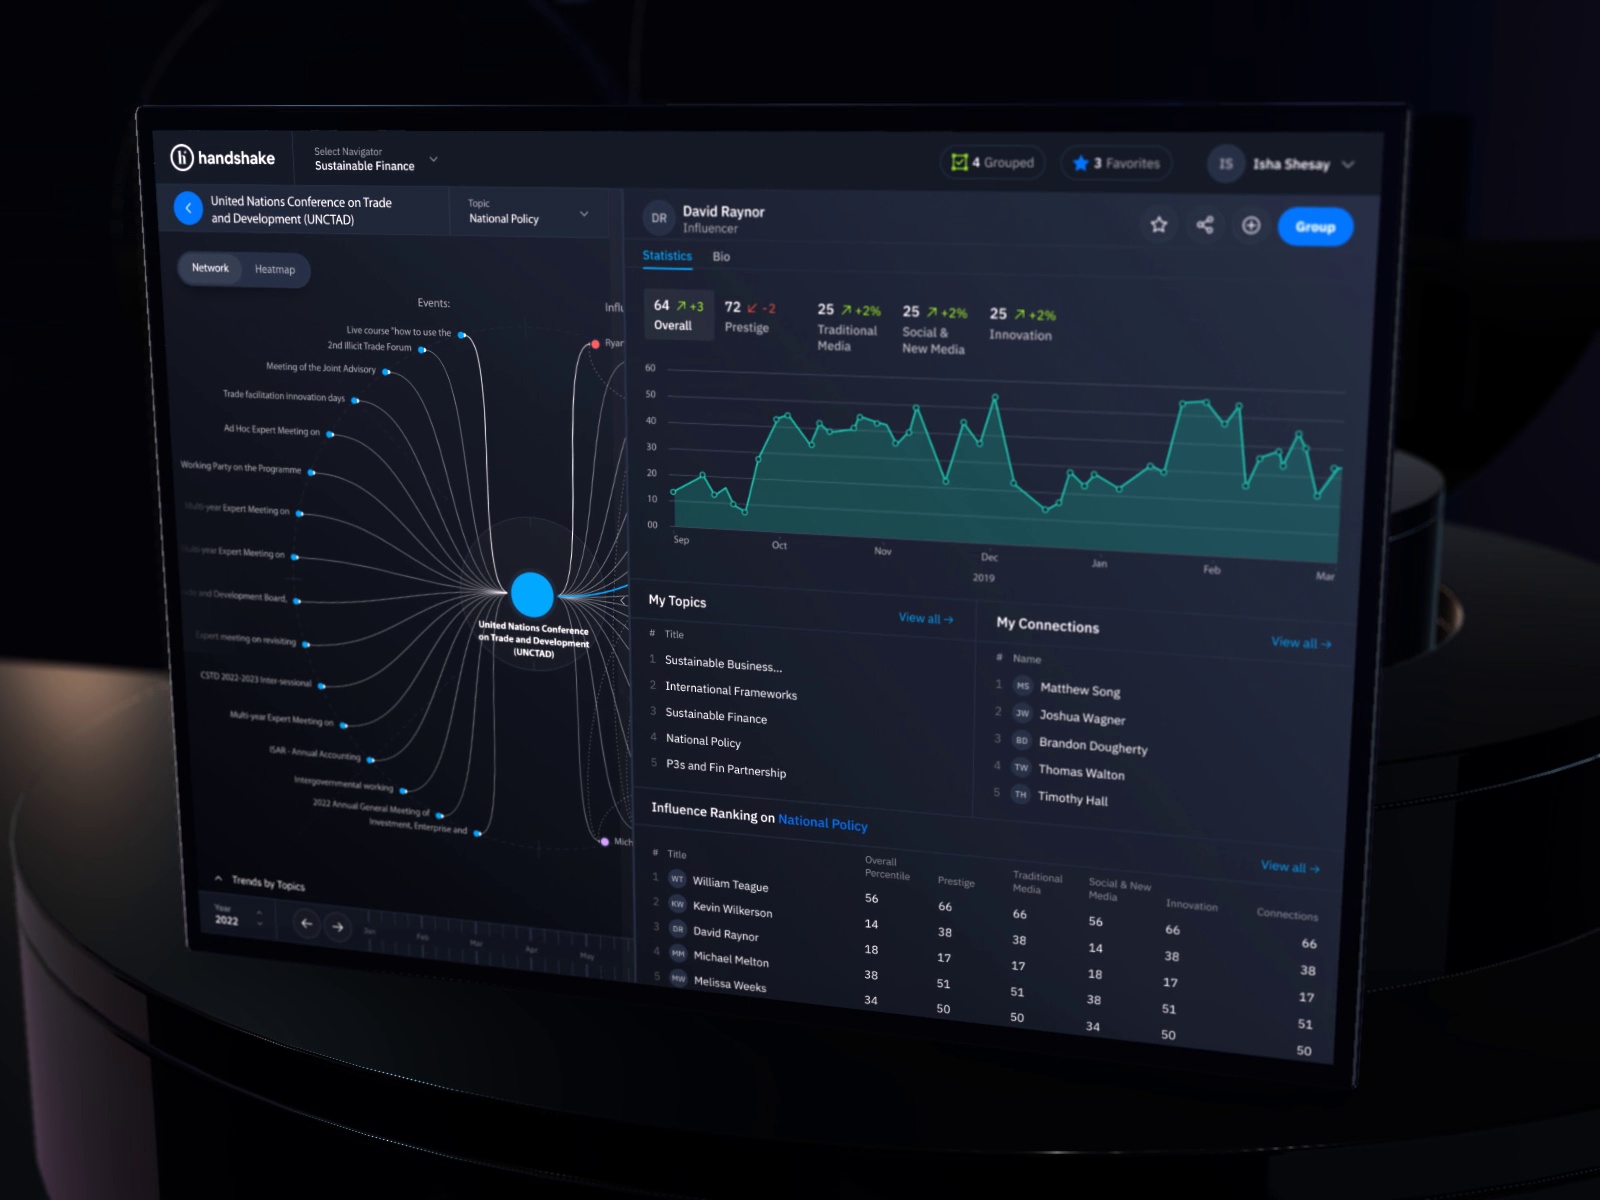 handshake
Select Navigator
Sustainable Finance
4 Grouped
3 Favorites
IS
Isha Shesay
United Nations Conference on Trade
and Development (UNCTAD)
Topic
National Policy
DR
David Raynor
Influencer
Group
Statistics
Bio
Network
Heatmap
64 +3
Overall
72 -2
Prestige
25 +2%
Traditional
Media
25 +2%
Social &
New Media
25 +2%
Innovation
Events:
Live course "how to use the
2nd Illicit Trade Forum
Meeting of the Joint Advisory
Trade facilitation innovation days
Ad Hoc Expert Meeting on
Working Party on the Programme
Multi-year Expert Meeting on
Multi-year Expert Meeting on
and Development Board,
Expert meeting on revisiting
CSTD 2022-2023 Inter-sessional
Multi-year Expert Meeting on
ISAR - Annual Accounting
Intergovernmental working
2022 Annual General Meeting of
Investment, Enterprise and
Influ
Ryan
Mich
United Nations Conference
on Trade and Development
(UNCTAD)
60
50
40
30
20
10
00
Sep
Oct
Nov
Dec
Jan
Feb
Mar
2019
My Topics
View all →
# Title
1 Sustainable Business...
2 International Frameworks
3 Sustainable Finance
4 National Policy
5 P3s and Fin Partnership
My Connections
View all →
# Name
1 MS Matthew Song
2 JW Joshua Wagner
3 BD Brandon Dougherty
4 TW Thomas Walton
5 TH Timothy Hall
Influence Ranking on National Policy
View all →
# Title Overall Percentile Prestige Traditional Media Social & New Media Innovation Connections
1 WT William Teague 56 66 66 56 66 66
2 KW Kevin Wilkerson 14 38 38 14 38 38
3 DR David Raynor 18 17 17 18 17 17
4 MM Michael Melton 38 51 51 38 51 51
5 MW Melissa Weeks 34 50 50 34 50 50
Trends by Topics
Year
2022
Jan
Feb
Mar
Apr
May